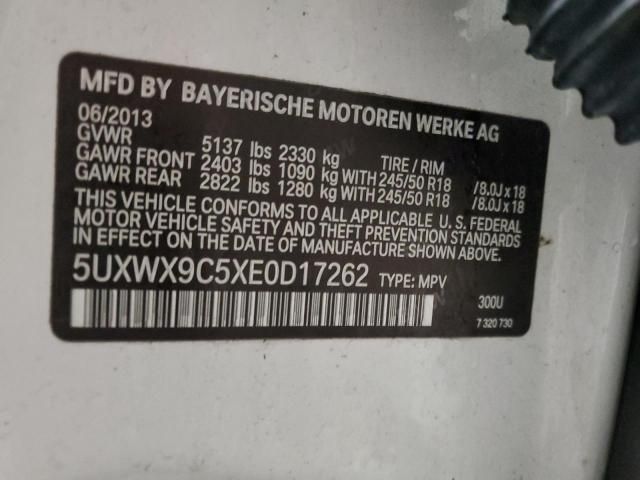 MFD BY BAYERISCHE MOTOREN WERKE AG
06/2013
GVWR 5137 lbs 2330 kg TIRE / RIM
GAWR FRONT 2403 lbs 1090 kg WITH 245/50 R18 /8.0J x 18
GAWR REAR 2822 lbs 1280 kg WITH 245/50 R18 /8.0J x 18
THIS VEHICLE CONFORMS TO ALL APPLICABLE U. S. FEDERAL
MOTOR VEHICLE SAFETY AND THEFT PREVENTION STANDARDS
IN EFFECT ON THE DATE OF MANUFACTURE SHOWN ABOVE.
5UXWX9C5XE0D17262 TYPE: MPV
300U
7 320 730